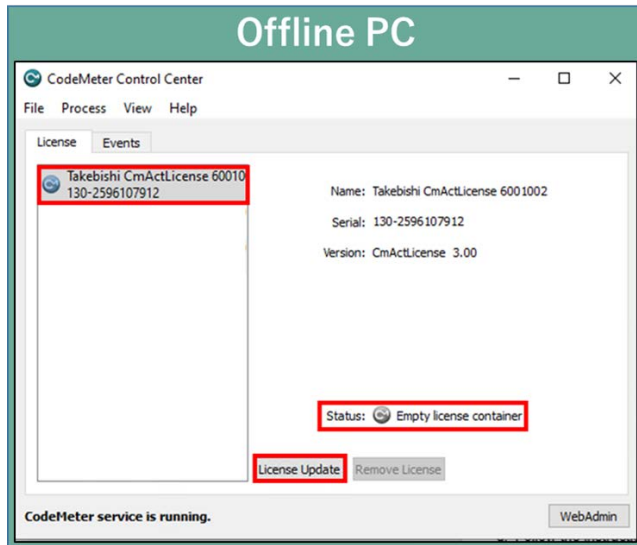 Offline PC
CodeMeter Control Center
File Process View Help
License Events
Takebishi CmActLicense 60010
130-2596107912
Name: Takebishi CmActLicense 6001002
Serial: 130-2596107912
Version: CmActLicense 3.00
Status: Empty license container
License Update Remove License
CodeMeter service is running. WebAdmin